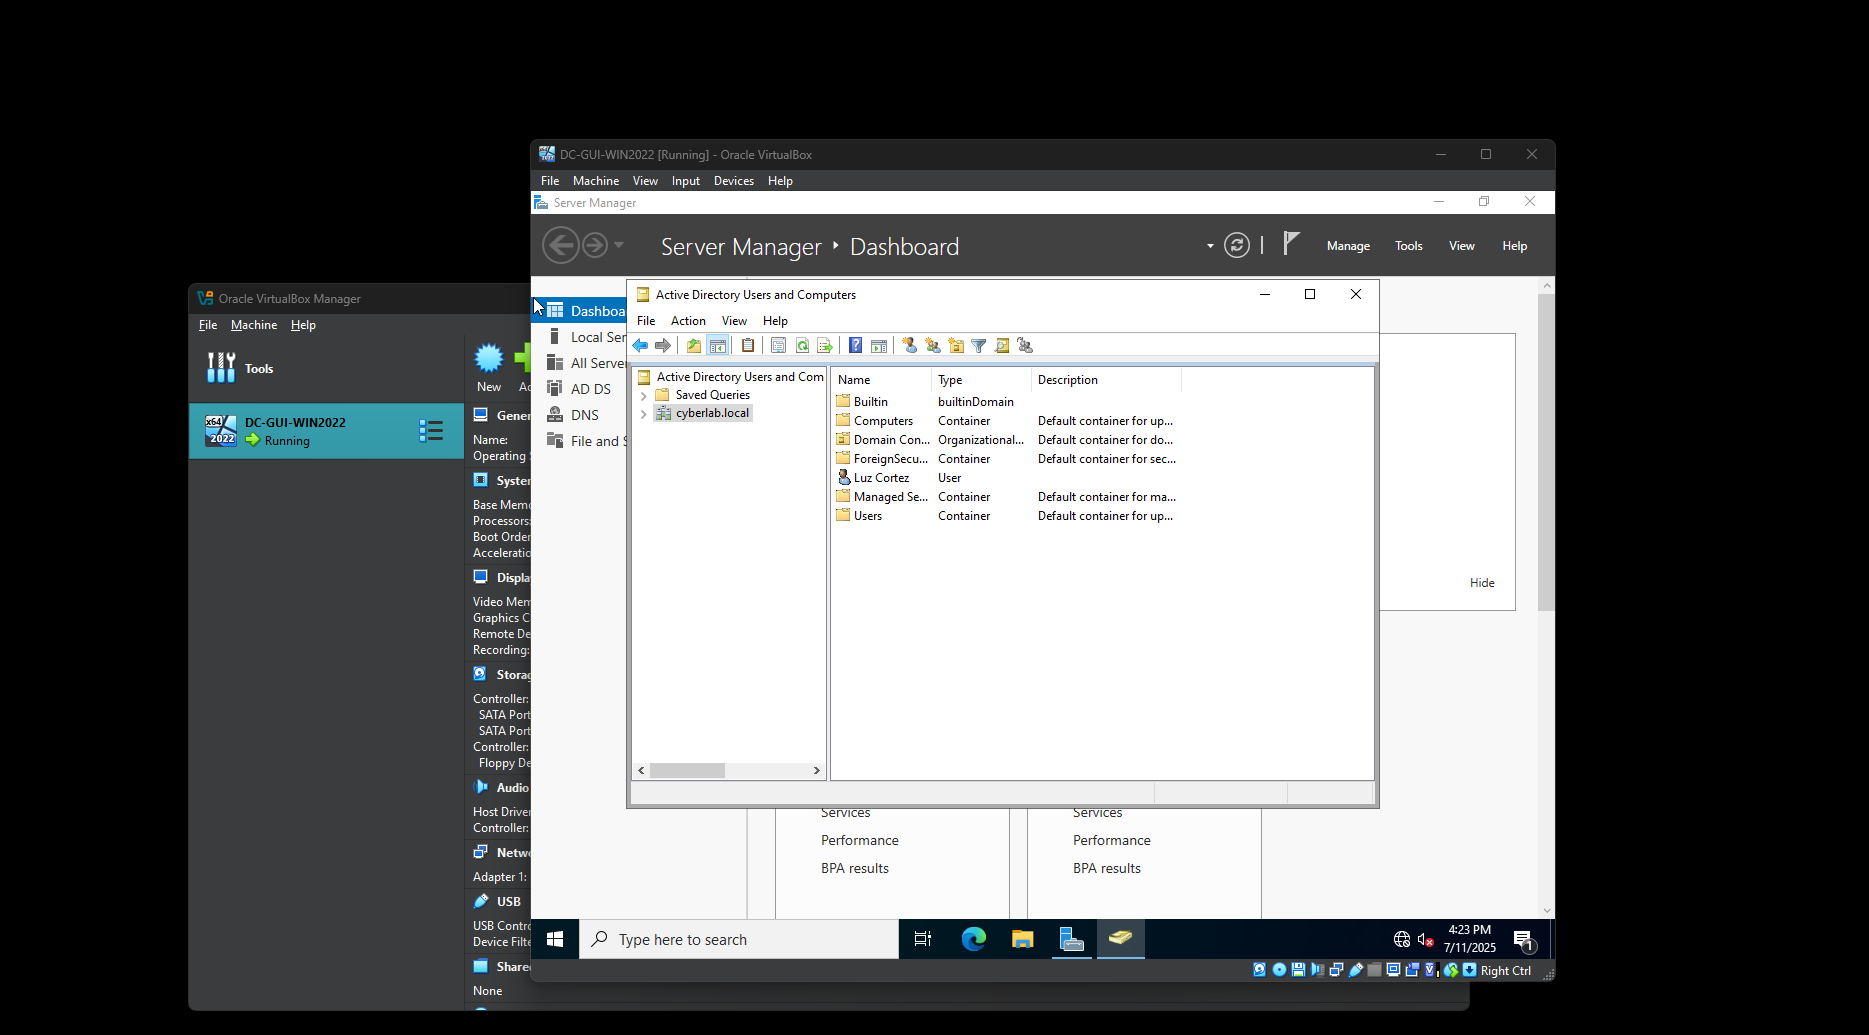 DC-GUI-WIN2022 [Running] - Oracle VirtualBox
File Machine View Input Devices Help
Server Manager
Server Manager Dashboard
Manage Tools View Help
Dashboa
Local Ser
All Server
AD DS
DNS
File and S
Active Directory Users and Computers
File Action View Help
Active Directory Users and Com
Saved Queries
cyberlab.local
Name Type Description
Builtin builtinDomain
Computers Container Default container for up...
Domain Con... Organizational... Default container for do...
ForeignSecu... Container Default container for sec...
Luz Cortez User
Managed Se... Container Default container for ma...
Users Container Default container for up...
Hide
Services
Performance
BPA results
Services
Performance
BPA results
Type here to search
4:23 PM
7/11/2025
1
Right Ctrl
Oracle VirtualBox Manager
File Machine Help
Tools
x64
2022
DC-GUI-WIN2022
Running
New
Ad
Gener
Name:
Operating S
System
Base Memo
Processors:
Boot Order
Acceleratio
Display
Video Mem
Graphics C
Remote De
Recording:
Storag
Controller:
SATA Port
SATA Port
Controller:
Floppy De
Audio
Host Driver
Controller:
Netwo
Adapter 1:
USB
USB Contro
Device Filte
Shared
None